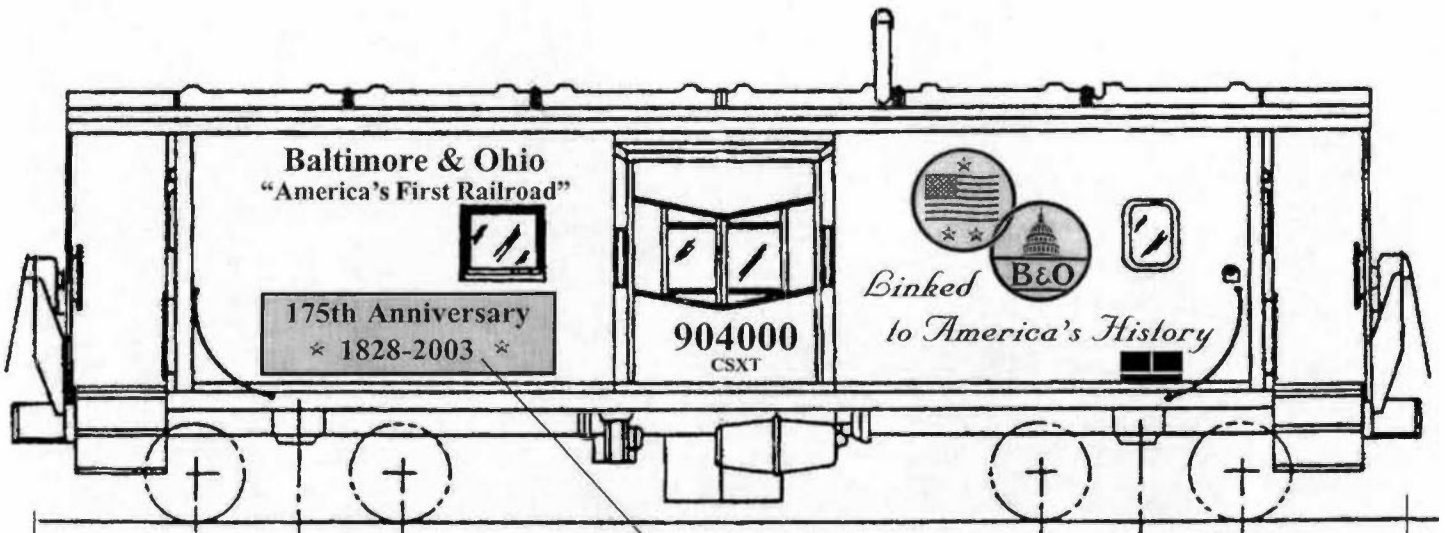 Baltimore & Ohio
“America's First Railroad”
175th Anniversary
☆ 1828-2003 ☆
904000
CSXT
B&O
Linked
to America's History